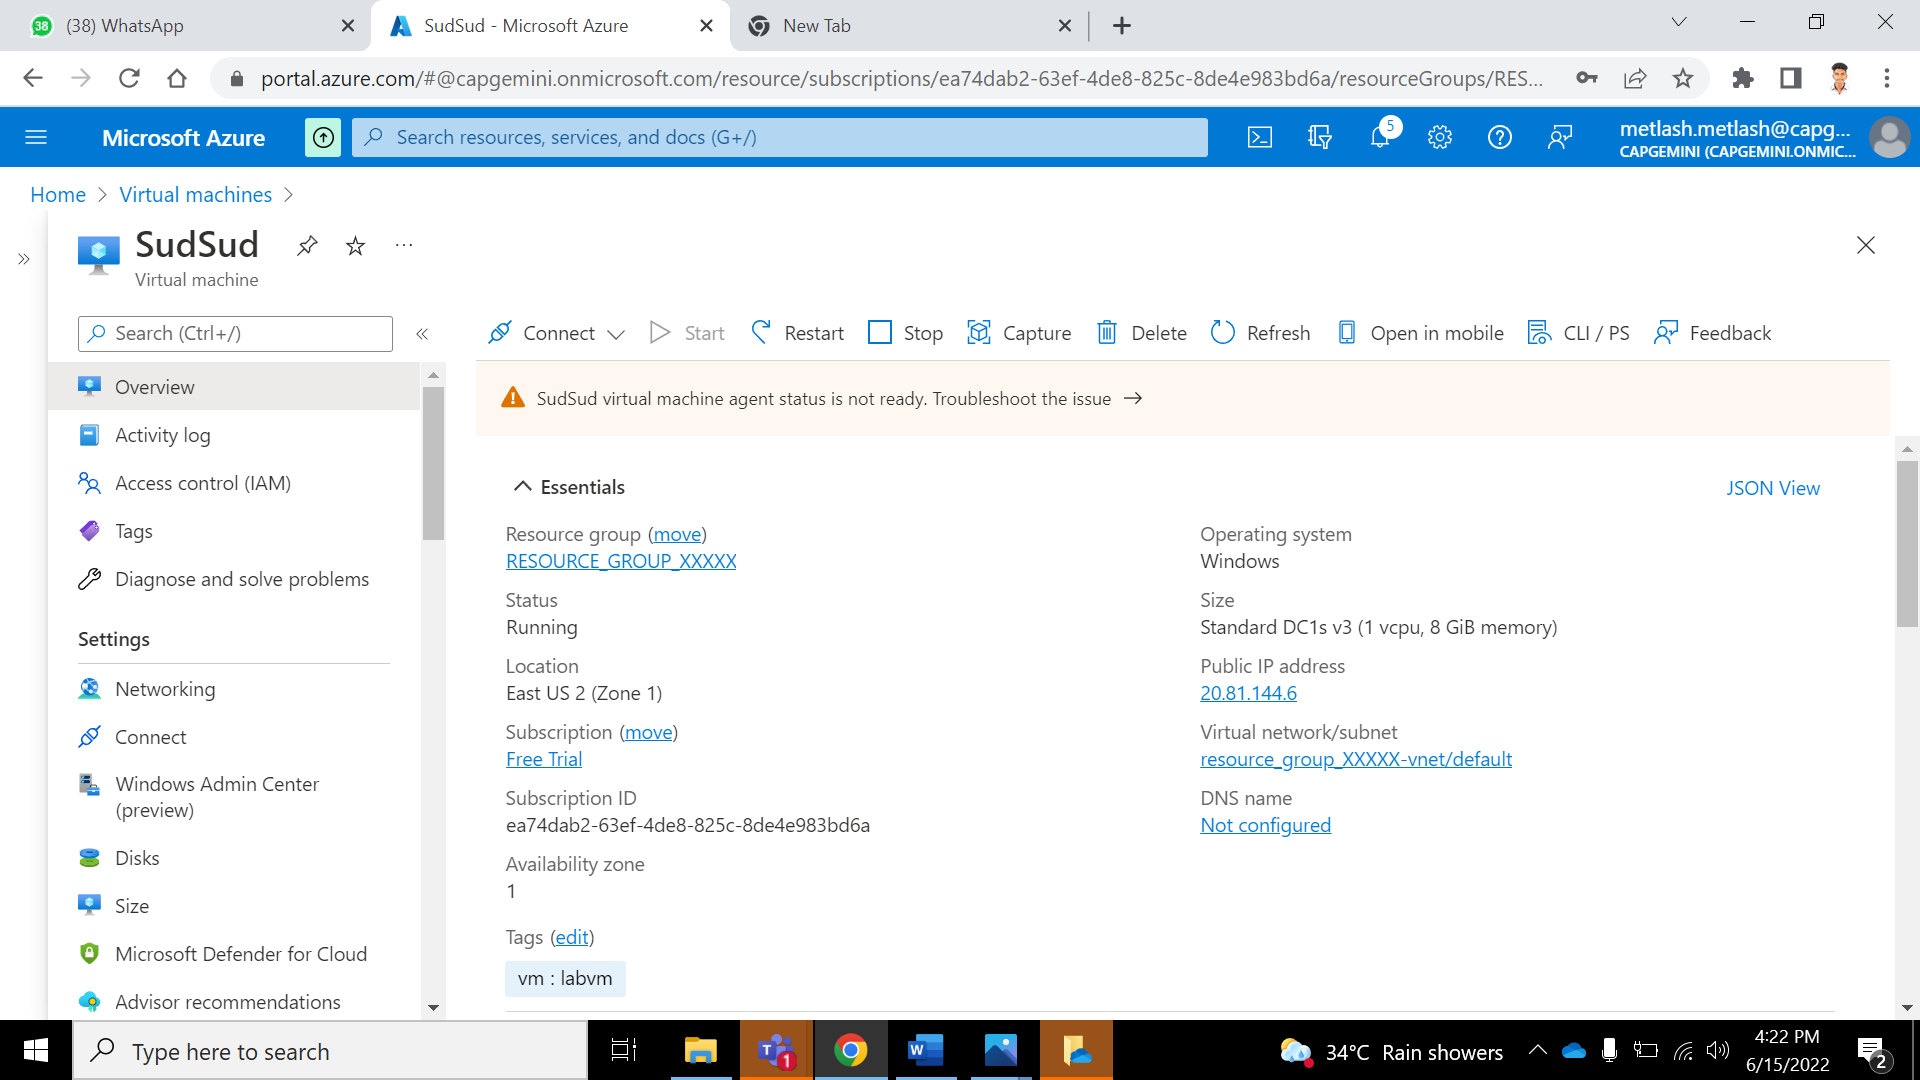 38 (38) WhatsApp
SudSud - Microsoft Azure
New Tab
portal.azure.com/#@capgemini.onmicrosoft.com/resource/subscriptions/ea74dab2-63ef-4de8-825c-8de4e983bd6a/resourceGroups/RES...
Microsoft Azure
Search resources, services, and docs (G+/)
5
metlash.metlash@capg...
CAPGEMINI (CAPGEMINI.ONMIC...
Home > Virtual machines >
SudSud
Virtual machine
Search (Ctrl+/)
Connect
Start
Restart
Stop
Capture
Delete
Refresh
Open in mobile
CLI / PS
Feedback
SudSud virtual machine agent status is not ready. Troubleshoot the issue →
Overview
Activity log
Access control (IAM)
Tags
Diagnose and solve problems
Settings
Networking
Connect
Windows Admin Center
(preview)
Disks
Size
Microsoft Defender for Cloud
Advisor recommendations
Essentials
JSON View
Resource group (move)
RESOURCE_GROUP_XXXXX
Status
Running
Location
East US 2 (Zone 1)
Subscription (move)
Free Trial
Subscription ID
ea74dab2-63ef-4de8-825c-8de4e983bd6a
Availability zone
1
Tags (edit)
vm : labvm
Operating system
Windows
Size
Standard DC1s v3 (1 vcpu, 8 GiB memory)
Public IP address
20.81.144.6
Virtual network/subnet
resource_group_XXXXX-vnet/default
DNS name
Not configured
Type here to search
1
34°C Rain showers
4:22 PM
6/15/2022
2